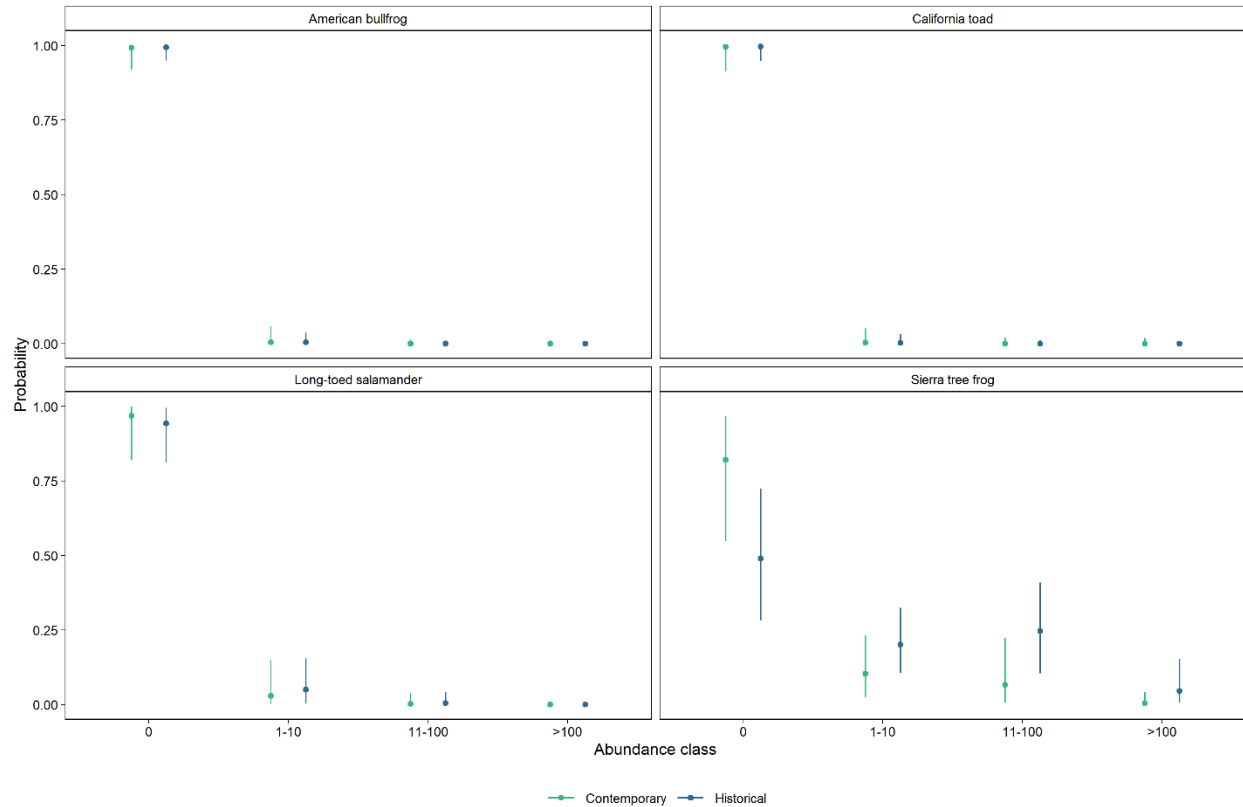 American bullfrog
California toad
1.00
0.75
0.50
0.25
0.00
Probability
Long-toed salamander
Sierra tree frog
1.00
0.75
0.50
0.25
0.00
0 1-10 11-100 >100
0 1-10 11-100 >100
Abundance class
Contemporary Historical